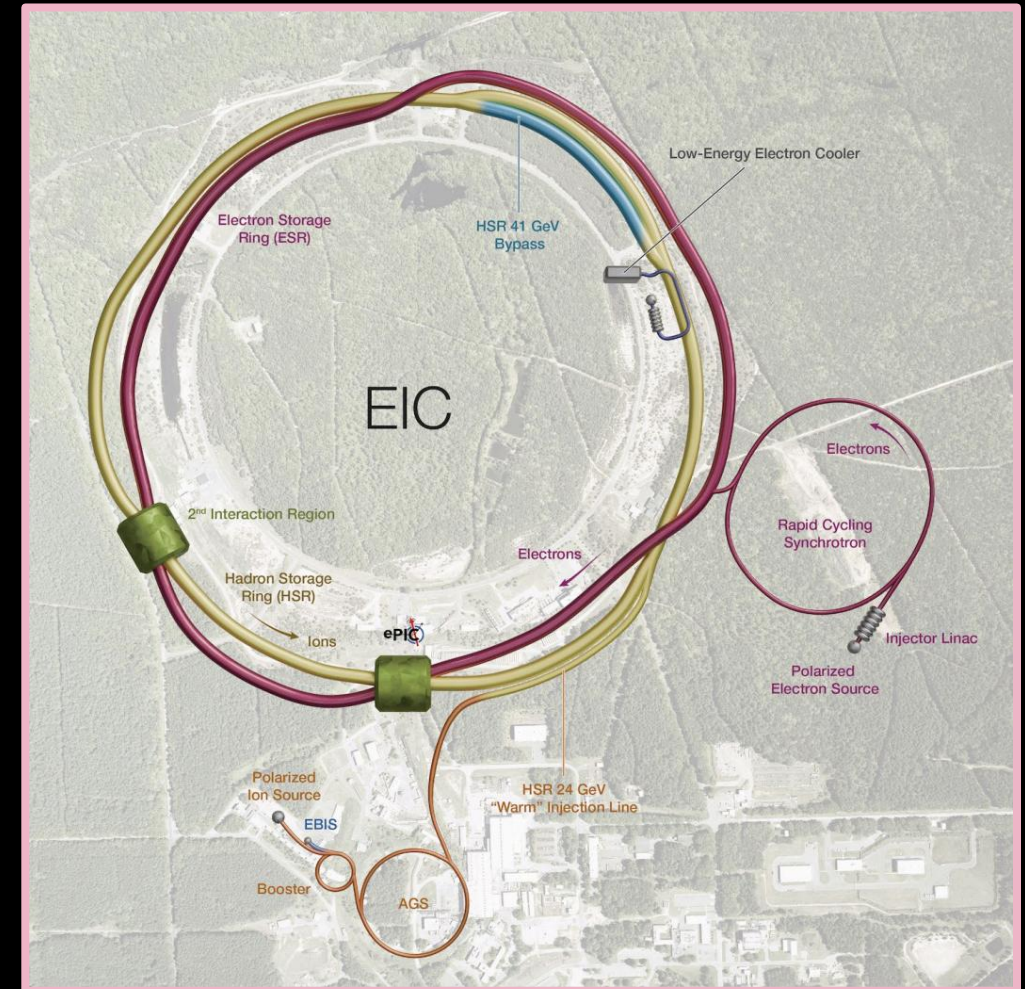 Low-Energy Electron Cooler
Electron Storage
Ring (ESR)
HSR 41 GeV
Bypass
EIC
Electrons
2nd Interaction Region
Rapid Cycling
Synchrotron
Electrons
Hadron Storage
Ring (HSR)
Ions
ePIC
Injector Linac
Polarized
Electron Source
Polarized
Ion Source
HSR 24 GeV
"Warm" Injection Line
EBIS
Booster
AGS